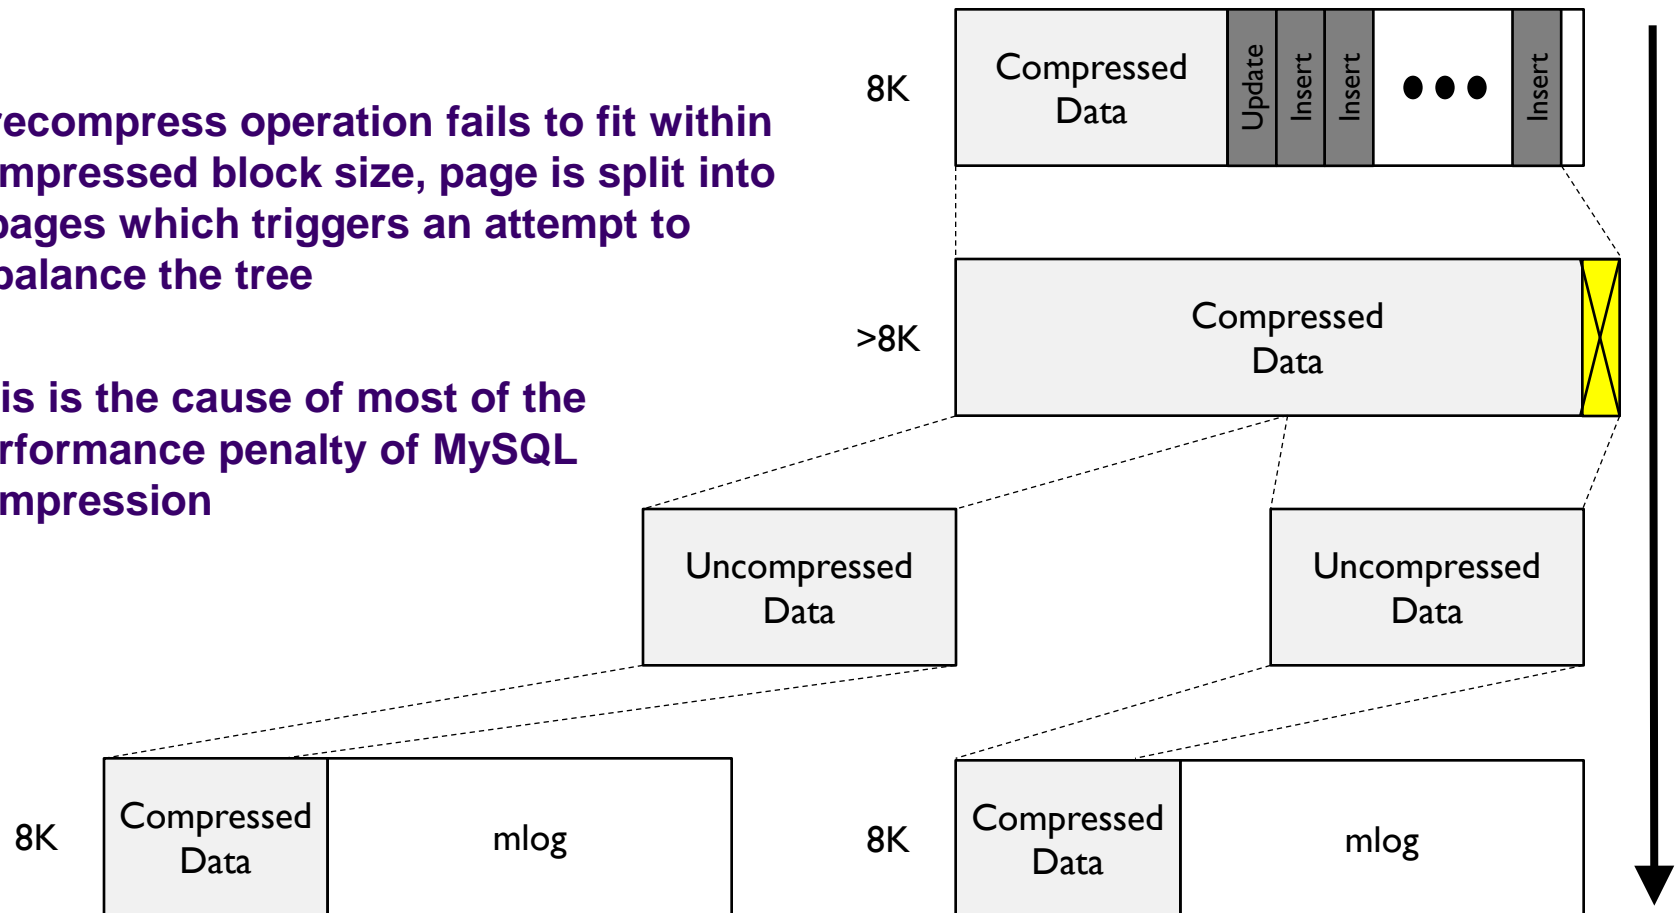 recompress operation fails to fit within
mpressed block size, page is split into
pages which triggers an attempt to
balance the tree
is is the cause of most of the
rformance penalty of MySQL
mpression
8K
Compressed
Data
Update
Insert
Insert
Insert
>8K
Compressed
Data
Uncompressed
Data
Uncompressed
Data
8K
Compressed
Data
mlog
8K
Compressed
Data
mlog